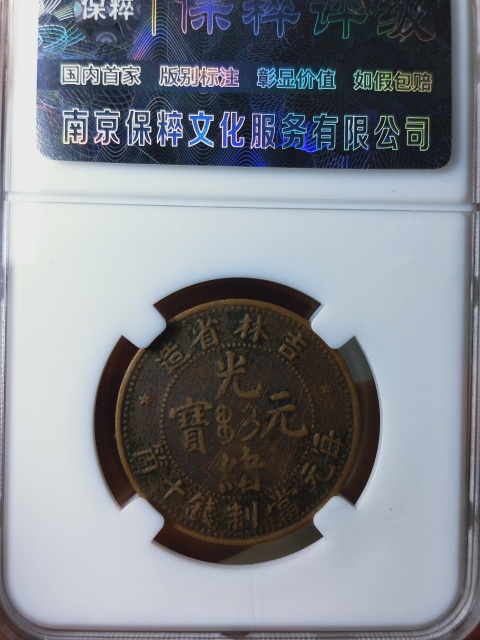 保粹 保粹评级
国内首家 版别标注 彰显价值 如假包赔
南京保粹文化服务有限公司
吉林省造
光緒元寶
每元當制錢十箇